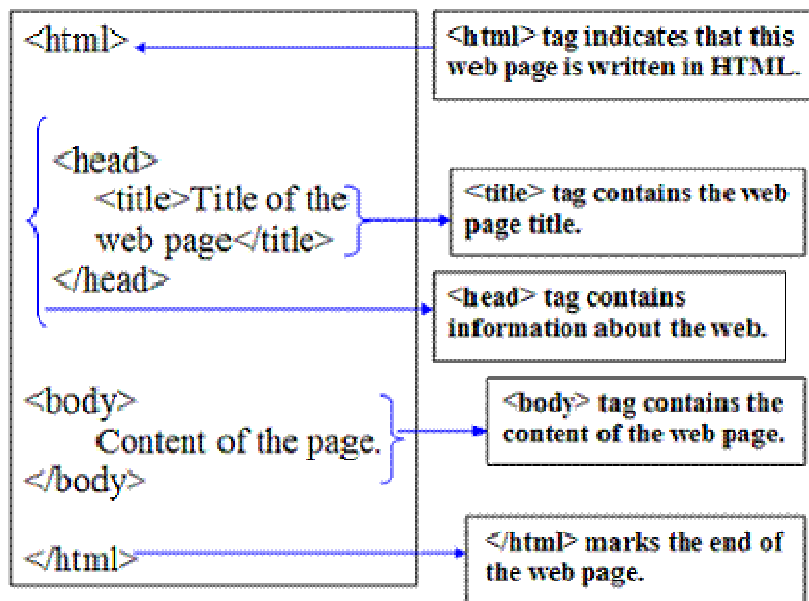 <html>
<html> tag indicates that this
web page is written in HTML.
<head>
<title>Title of the
web page</title>
</head>
<title> tag contains the web
page title.
<head> tag contains
information about the web.
<body>
Content of the page.
</body>
<body> tag contains the
content of the web page.
</html>
</html> marks the end of
the web page.